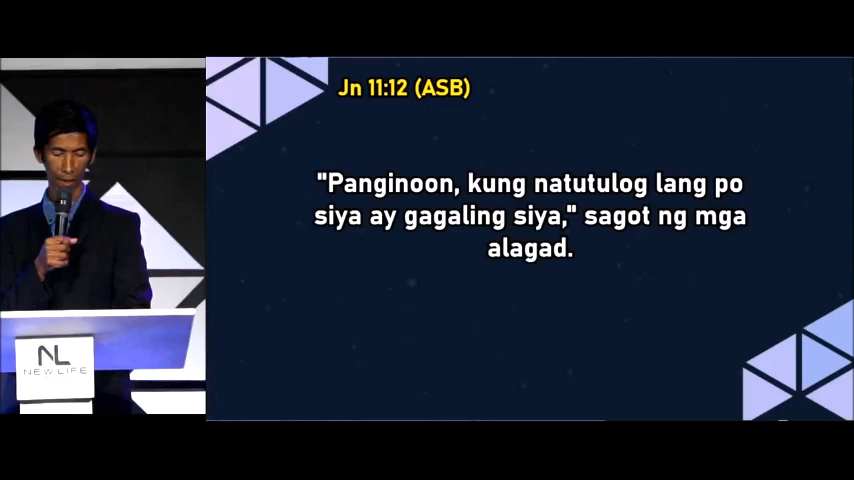 Jn 11:12 (ASB)
"Panginoon, kung natutulog lang po
siya ay gagaling siya," sagot ng mga
alagad.
NL
NEW LIFE